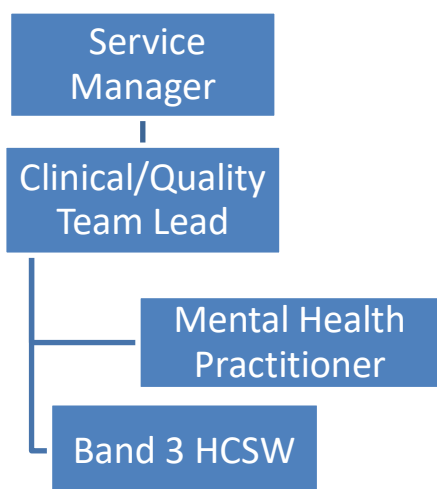 Service
Manager
Clinical/Quality
Team Lead
Mental Health
Practitioner
Band 3 HCSW